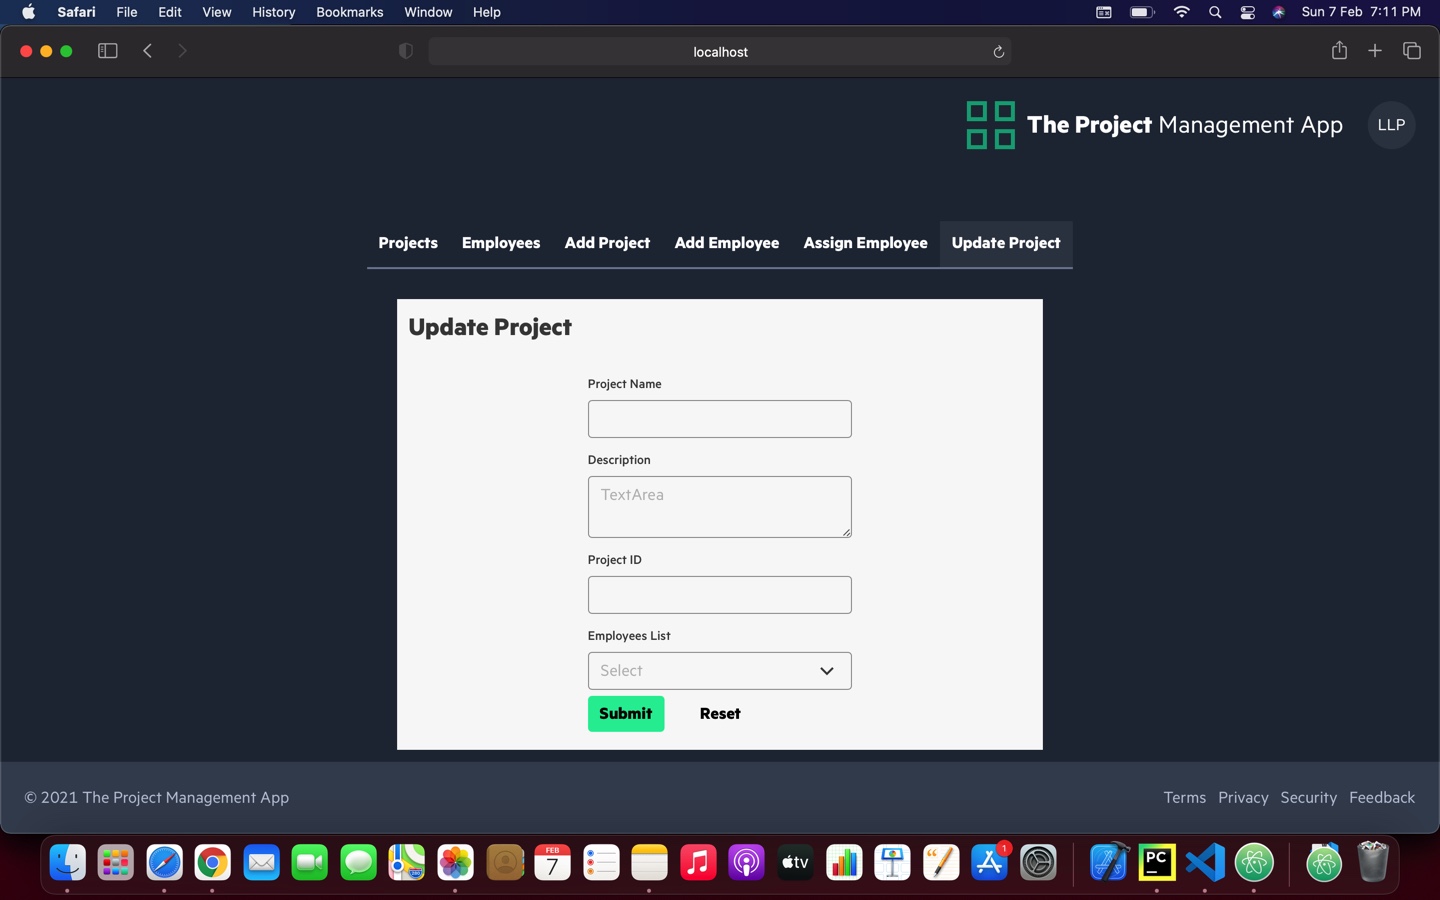 Safari File Edit View History Bookmarks Window Help Sun 7 Feb 7:11 PM
localhost
The Project Management App LLP
Projects Employees Add Project Add Employee Assign Employee Update Project
Update Project
Project Name
Description
TextArea
Project ID
Employees List
Select
Submit Reset
© 2021 The Project Management App Terms Privacy Security Feedback
FEB
7
280
tv
1
PC